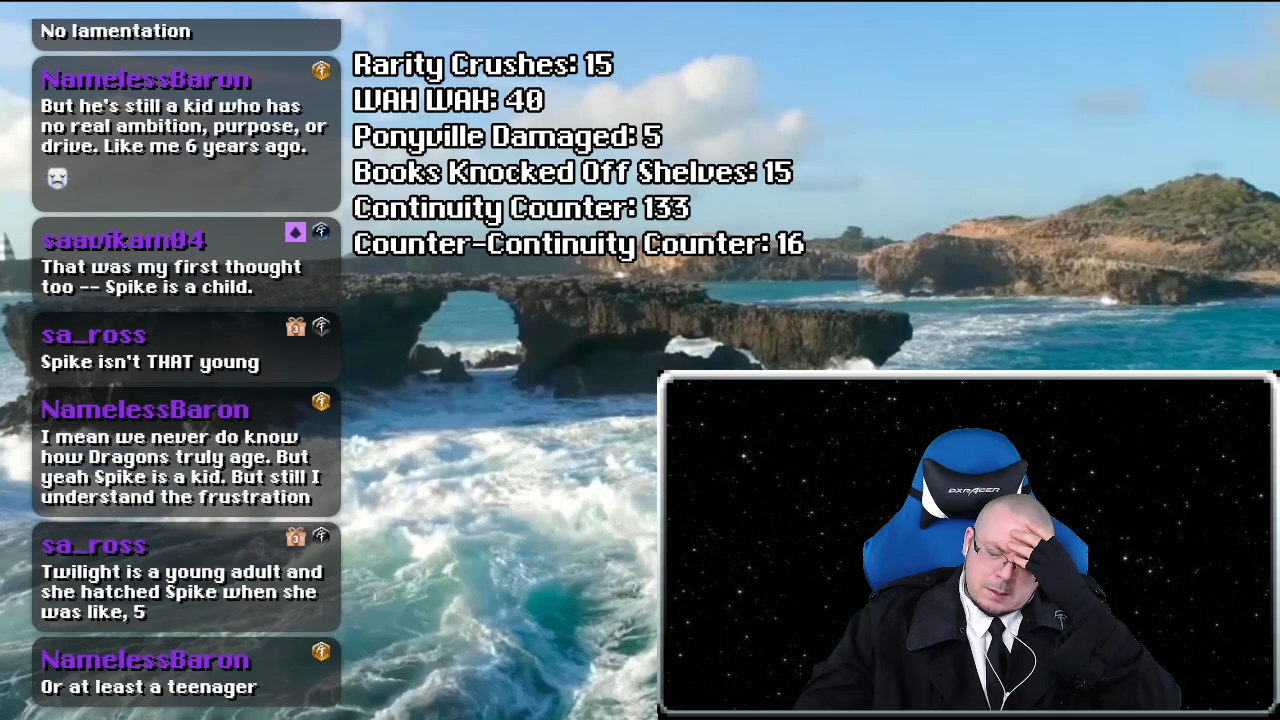 No lamentation
NamelessBaron
But he's still a kid who has
no real ambition, purpose, or
drive. Like me 6 years ago.
saavikam04
That was my first thought
too -- Spike is a child.
sa_ross
3
Spike isn't THAT young
NamelessBaron
I mean we never do know
how Dragons truly age. But
yeah Spike is a kid. But still I
understand the frustration
sa_ross
3
Twilight is a young adult and
she hatched Spike when she
was like, 5
NamelessBaron
Or at least a teenager
Rarity Crushes: 15
WAH WAH: 40
Ponyville Damaged: 5
Books Knocked Off Shelves: 15
Continuity Counter: 133
Counter-Continuity Counter: 16
DXRACER